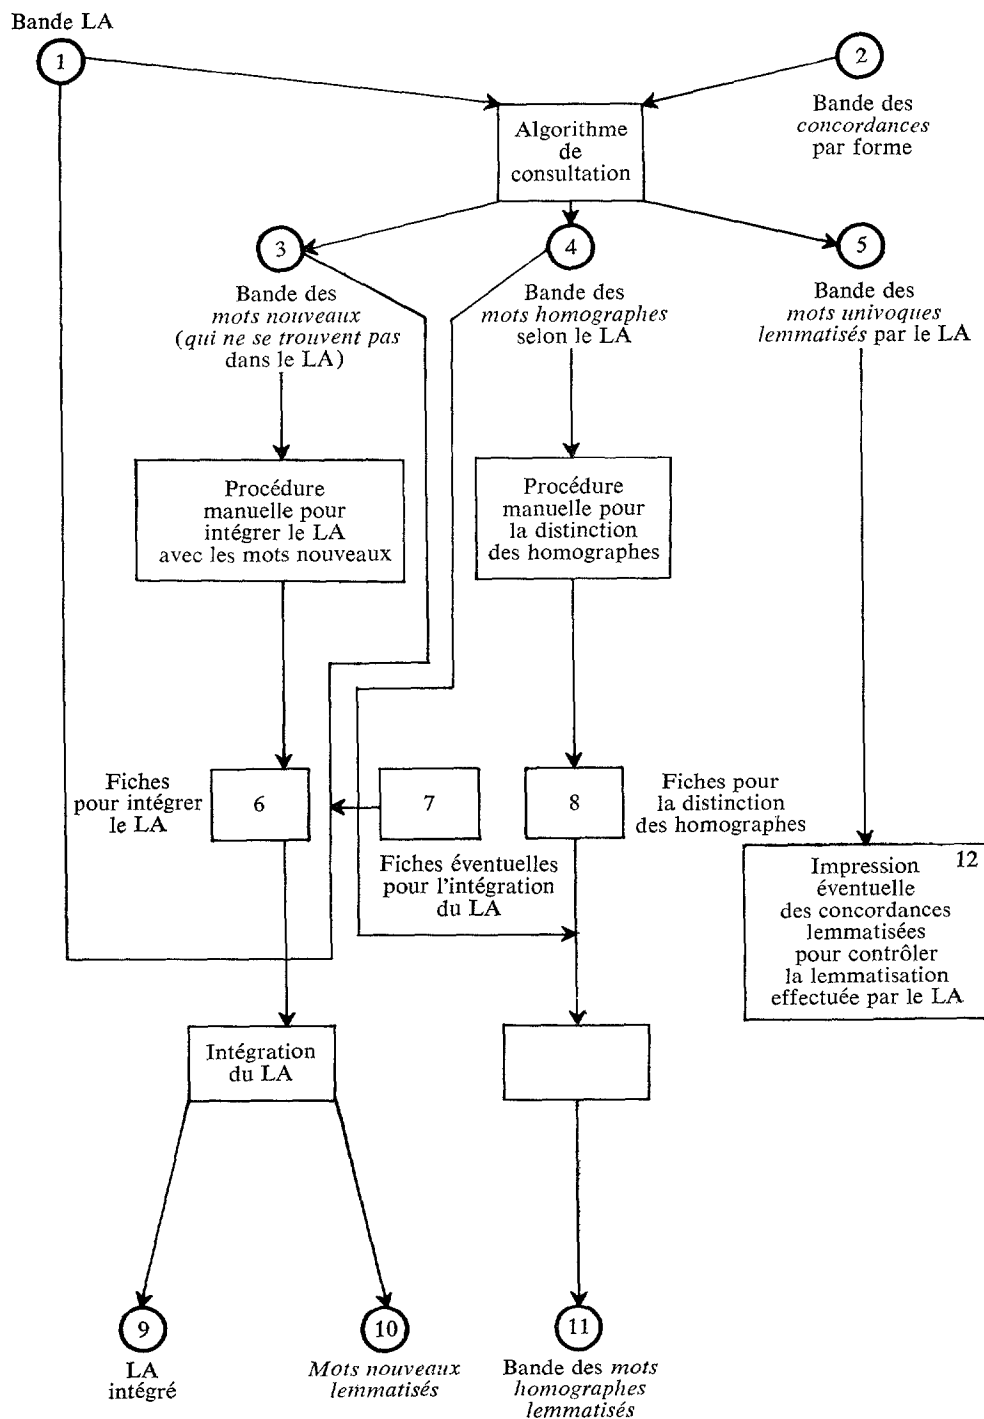 Bande LA
1
2
Bande des
concordances
par forme
Algorithme
de
consultation
3
4
5
Bande des
mots nouveaux
(qui ne se trouvent pas
dans le LA)
Bande des
mots homographes
selon le LA
Bande des
mots univoques
lemmatisés par le LA
Procédure
manuelle pour
intégrer le LA
avec les mots nouveaux
Procédure
manuelle pour
la distinction
des homographes
Fiches
pour intégrer
le LA
6
7
8
Fiches pour
la distinction
des homographes
Fiches éventuelles
pour l'intégration
du LA
12
Impression
éventuelle
des concordances
lemmatisées
pour contrôler
la lemmatisation
effectuée par le LA
Intégration
du LA
9
10
11
LA
intégré
Mots nouveaux
lemmatisés
Bande des mots
homographes
lemmatisés